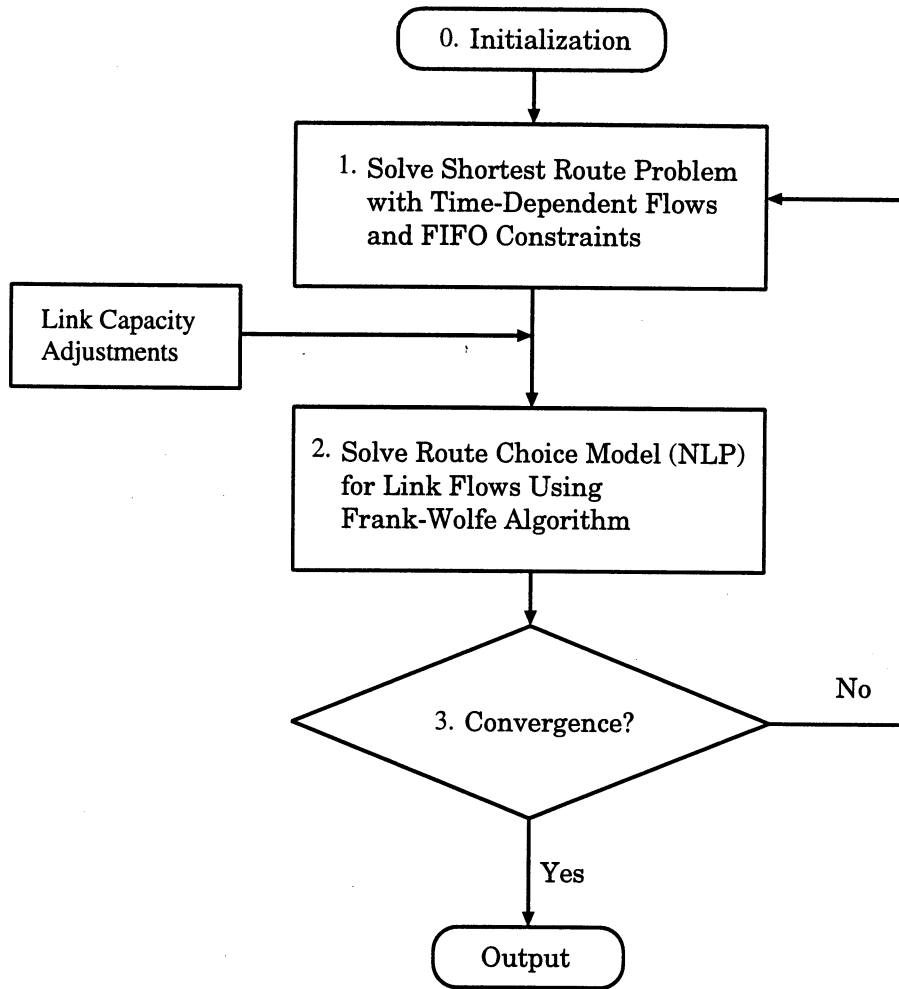 0. Initialization
1. Solve Shortest Route Problem
with Time-Dependent Flows
and FIFO Constraints
Link Capacity
Adjustments
2. Solve Route Choice Model (NLP)
for Link Flows Using
Frank-Wolfe Algorithm
3. Convergence?
No
Yes
Output